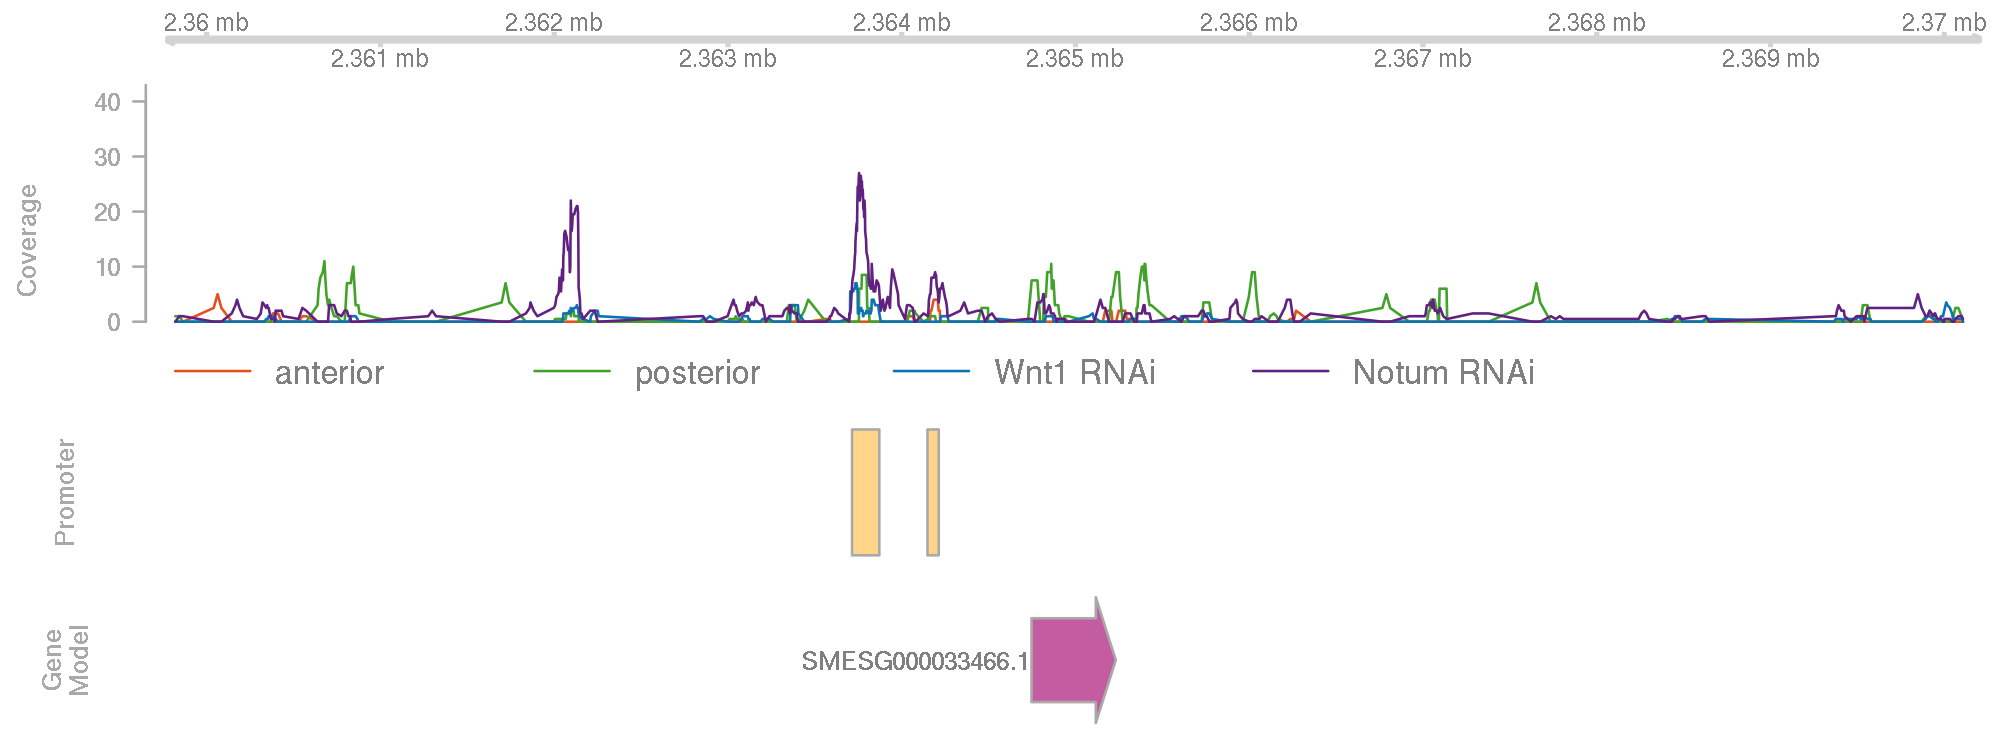 2.36 mb 2.362 mb 2.364 mb 2.366 mb 2.368 mb 2.37 mb
2.361 mb 2.363 mb 2.365 mb 2.367 mb 2.369 mb
Coverage
40
30
20
10
0
anterior posterior Wnt1 RNAi Notum RNAi
Promoter
Gene
Model
SMESG000033466.1